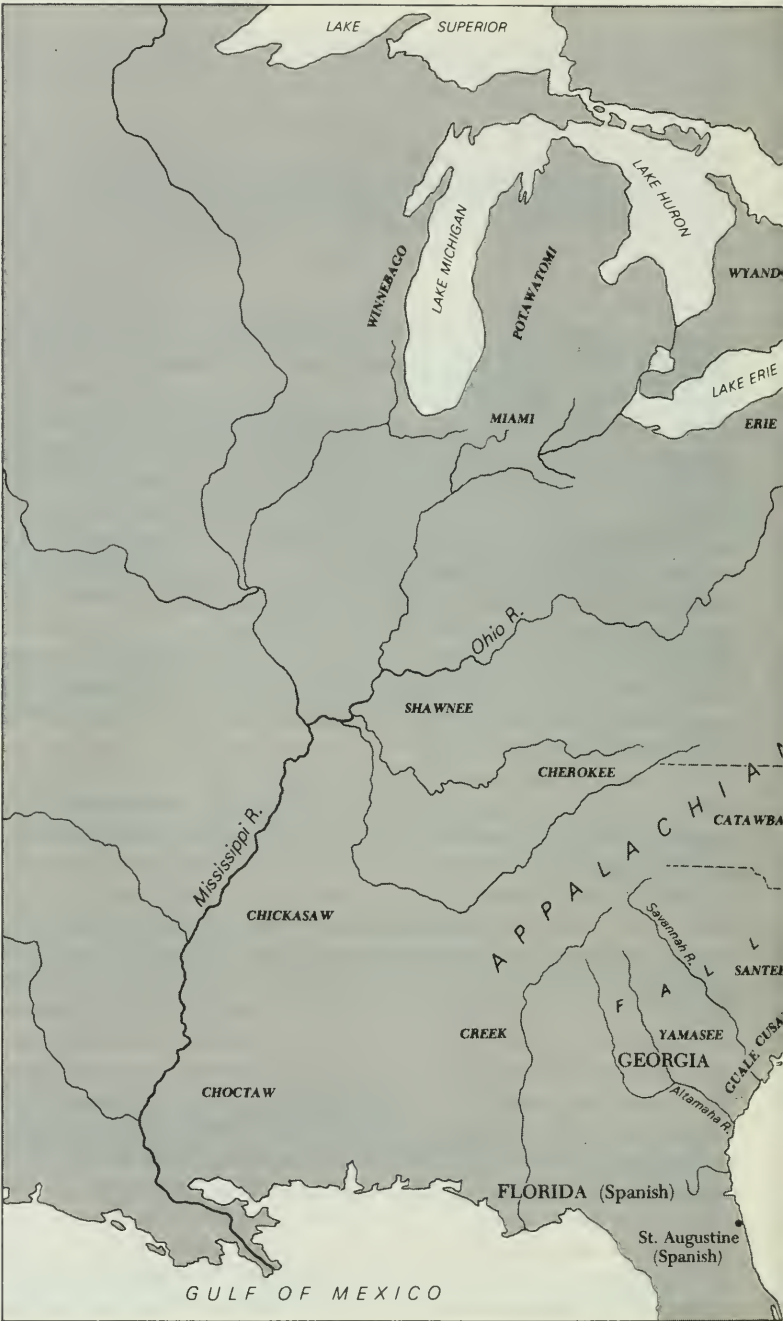 LAKE SUPERIOR
LAKE HURON
LAKE MICHIGAN
WINNEBAGO
POTAWATOMI
WYAND
LAKE ERIE
MIAMI
ERIE
Ohio R.
SHAWNEE
CHEROKEE
APPALACHIAN
CATAWBA
Mississippi R.
CHICKASAW
Savannah R.
FALL
SANTEE
CREEK
YAMASEE
GEORGIA
GUALE
CUSA
Altamaha R.
CHOCTAW
FLORIDA (Spanish)
St. Augustine
(Spanish)
GULF OF MEXICO